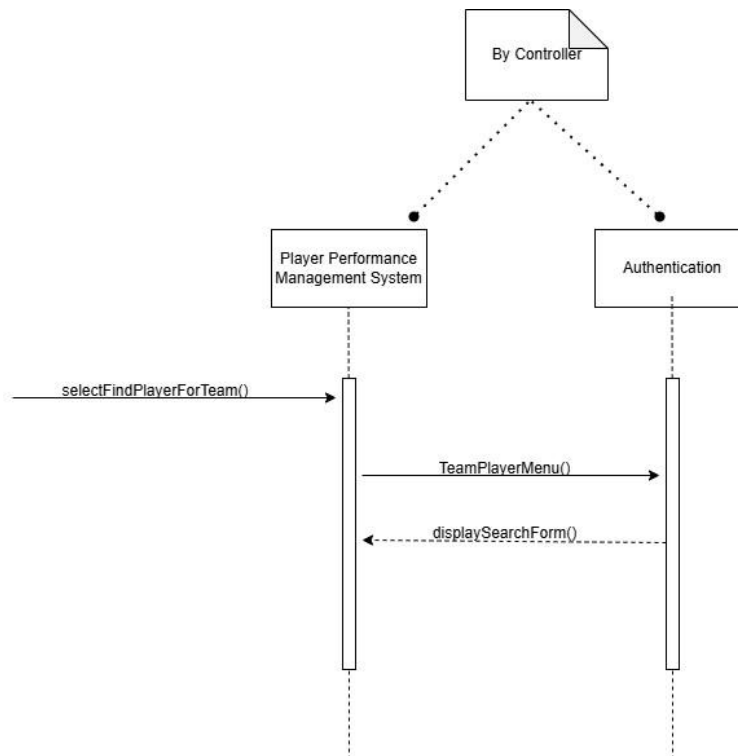 By Controller
Player Performance
Management System
Authentication
selectFindPlayerForTeam()
TeamPlayerMenu()
displaySearchForm()